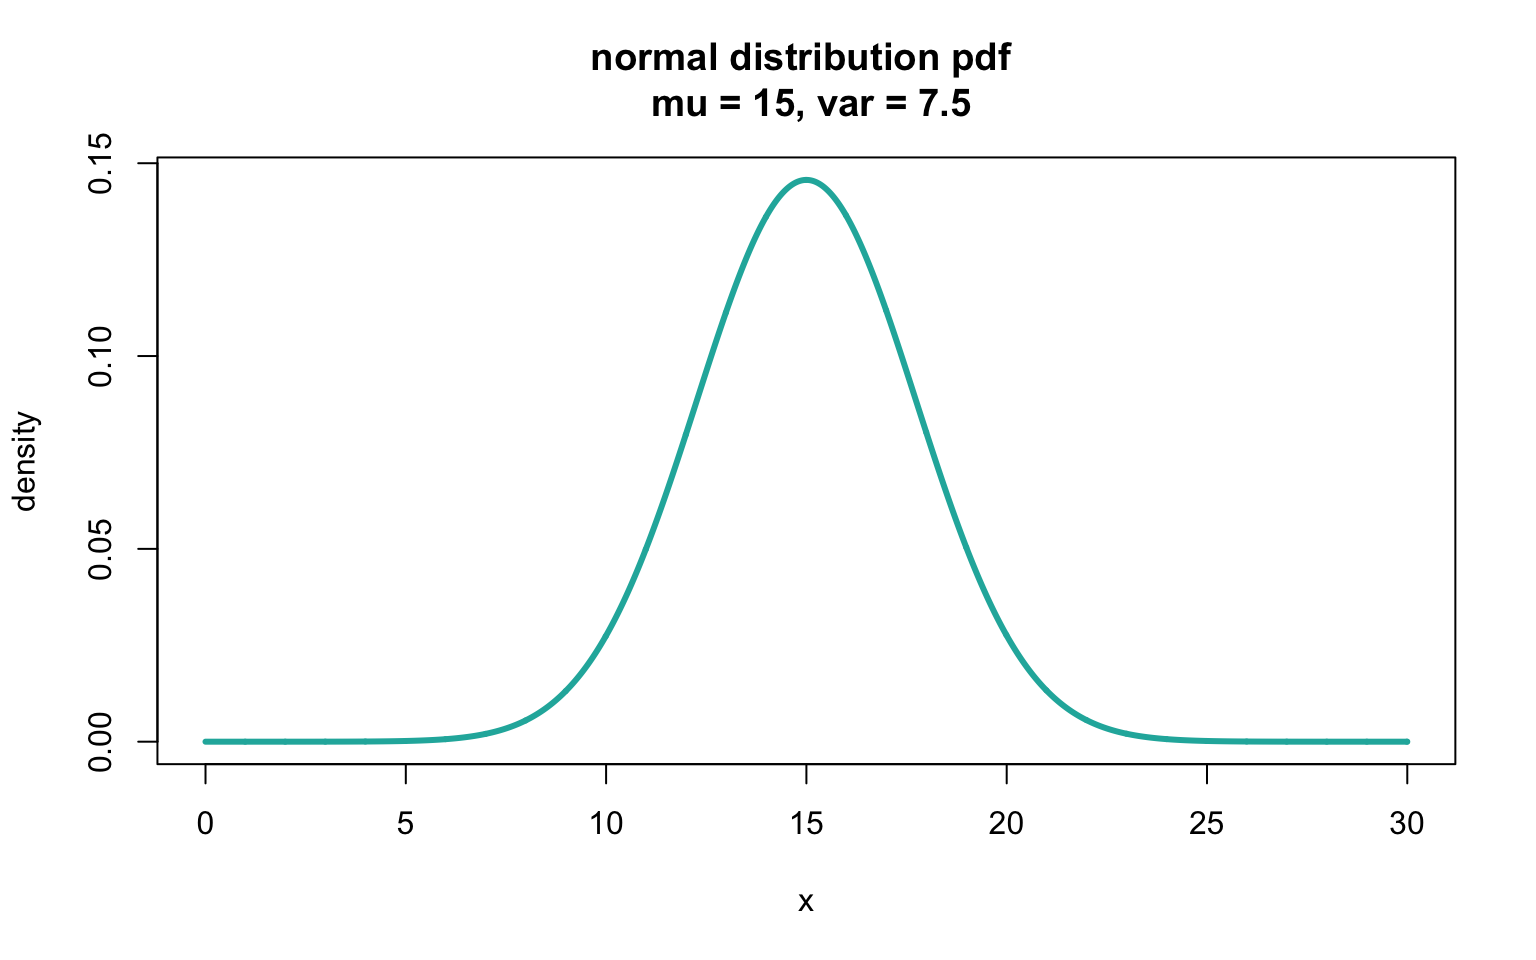 normal distribution pdf
mu = 15, var = 7.5
0.15
0.10
0.05
0.00
density
0 5 10 15 20 25 30
x